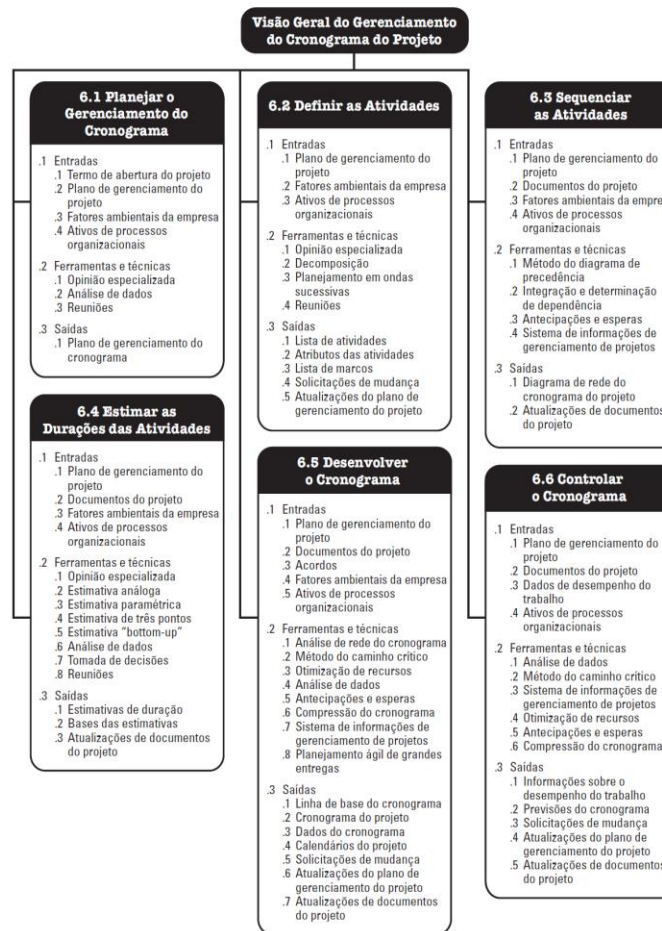 Visão Geral do Gerenciamento
do Cronograma do Projeto
6.1 Planejar o
Gerenciamento do
Cronograma
.1 Entradas
.1 Termo de abertura do projeto
.2 Plano de gerenciamento do
projeto
.3 Fatores ambientais da empresa
.4 Ativos de processos
organizacionais
.2 Ferramentas e técnicas
.1 Opinião especializada
.2 Análise de dados
.3 Reuniões
.3 Saídas
.1 Plano de gerenciamento do
cronograma
6.2 Definir as Atividades
.1 Entradas
.1 Plano de gerenciamento do
projeto
.2 Fatores ambientais da empresa
.3 Ativos de processos
organizacionais
.2 Ferramentas e técnicas
.1 Opinião especializada
.2 Decomposição
.3 Planejamento em ondas
sucessivas
.4 Reuniões
.3 Saídas
.1 Lista de atividades
.2 Atributos das atividades
.3 Lista de marcos
.4 Solicitações de mudança
.5 Atualizações do plano de
gerenciamento do projeto
6.3 Sequenciar
as Atividades
.1 Entradas
.1 Plano de gerenciamento do
projeto
.2 Documentos do projeto
.3 Fatores ambientais da empre
.4 Ativos de processos
organizacionais
.2 Ferramentas e técnicas
.1 Método do diagrama de
precedência
.2 Integração e determinação
de dependência
.3 Antecipações e esperas
.4 Sistema de informações de
gerenciamento de projetos
.3 Saídas
.1 Diagrama de rede do
cronograma do projeto
.2 Atualizações de documentos
do projeto
6.4 Estimar as
Durações das Atividades
.1 Entradas
.1 Plano de gerenciamento do
projeto
.2 Documentos do projeto
.3 Fatores ambientais da empresa
.4 Ativos de processos
organizacionais
.2 Ferramentas e técnicas
.1 Opinião especializada
.2 Estimativa análoga
.3 Estimativa paramétrica
.4 Estimativa de três pontos
.5 Estimativa "bottom-up"
.6 Análise de dados
.7 Tomada de decisões
.8 Reuniões
.3 Saídas
.1 Estimativas de duração
.2 Bases das estimativas
.3 Atualizações de documentos
do projeto
6.5 Desenvolver
o Cronograma
.1 Entradas
.1 Plano de gerenciamento do
projeto
.2 Documentos do projeto
.3 Acordos
.4 Fatores ambientais da empresa
.5 Ativos de processos
organizacionais
.2 Ferramentas e técnicas
.1 Análise de rede do cronograma
.2 Método do caminho crítico
.3 Otimização de recursos
.4 Análise de dados
.5 Antecipações e esperas
.6 Compressão do cronograma
.7 Sistema de informações de
gerenciamento de projetos
.8 Planejamento ágil de grandes
entregas
.3 Saídas
.1 Linha de base do cronograma
.2 Cronograma do projeto
.3 Dados do cronograma
.4 Calendários do projeto
.5 Solicitações de mudança
.6 Atualizações do plano de
gerenciamento do projeto
.7 Atualizações de documentos
do projeto
6.6 Controlar
o Cronograma
.1 Entradas
.1 Plano de gerenciamento do
projeto
.2 Documentos do projeto
.3 Dados de desempenho do
trabalho
.4 Ativos de processos
organizacionais
.2 Ferramentas e técnicas
.1 Análise de dados
.2 Método do caminho crítico
.3 Sistema de informações de
gerenciamento de projetos
.4 Otimização de recursos
.5 Antecipações e esperas
.6 Compressão do cronograma
.3 Saídas
.1 Informações sobre o
desempenho do trabalho
.2 Previsões do cronograma
.3 Solicitações de mudança
.4 Atualizações do plano de
gerenciamento do projeto
.5 Atualizações de documentos
do projeto